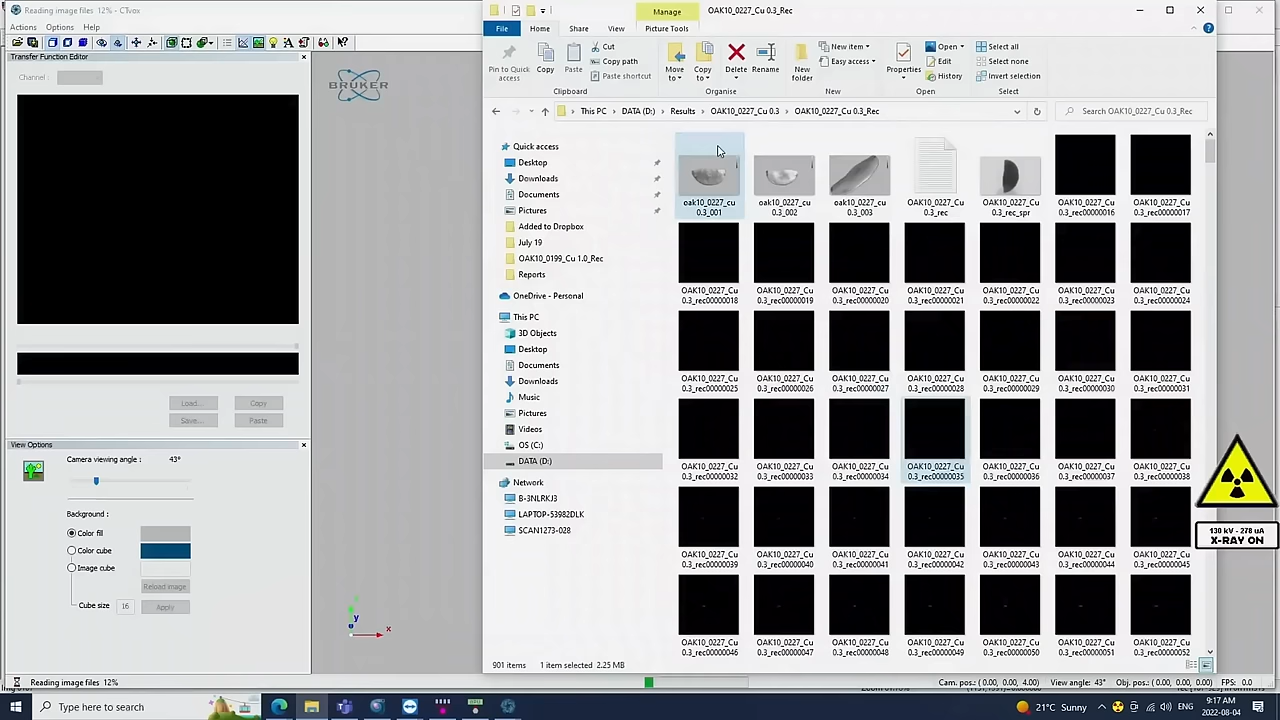 Reading image files 12% - CTvox
Actions Options Help
Transfer Function Editor
Channel :
Load...
Copy
Save...
Paste
View Options
Camera viewing angle : 43°
Background :
Color fill
Color cube
Image cube
Reload image
Cube size 16 Apply
Reading image files 12%
BRUKER
y
x
Manage
OAK10_0227_Cu 0.3_Rec
File Home Share View Picture Tools
Pin to Quick access
Copy
Paste
Cut
Copy path
Paste shortcut
Clipboard
Move to
Copy to
Delete
Rename
Organise
New folder
New item
Easy access
New
Properties
Open
Edit
History
Open
Select all
Select none
Invert selection
Select
This PC > DATA (D:) > Results > OAK10_0227_Cu 0.3 > OAK10_0227_Cu 0.3_Rec
Search OAK10_0227_Cu 0.3_Rec
Quick access
Desktop
Downloads
Documents
Pictures
Added to Dropbox
July 19
OAK10_0199_Cu 1.0_Rec
Reports
OneDrive - Personal
This PC
3D Objects
Desktop
Documents
Downloads
Music
Pictures
Videos
OS (C:)
DATA (D:)
Network
B-3NLRKJ3
LAPTOP-53982DLK
SCAN1273-028
oak10_0227_cu 0.3_001
oak10_0227_cu 0.3_002
oak10_0227_cu 0.3_003
oak10_0227_cu 0.3_rec
OAK10_0227_Cu 0.3_rec_spr
OAK10_0227_Cu 0.3_rec00000016
OAK10_0227_Cu 0.3_rec00000017
OAK10_0227_Cu 0.3_rec00000018
OAK10_0227_Cu 0.3_rec00000019
OAK10_0227_Cu 0.3_rec00000020
OAK10_0227_Cu 0.3_rec00000021
OAK10_0227_Cu 0.3_rec00000022
OAK10_0227_Cu 0.3_rec00000023
OAK10_0227_Cu 0.3_rec00000024
OAK10_0227_Cu 0.3_rec00000025
OAK10_0227_Cu 0.3_rec00000026
OAK10_0227_Cu 0.3_rec00000027
OAK10_0227_Cu 0.3_rec00000028
OAK10_0227_Cu 0.3_rec00000029
OAK10_0227_Cu 0.3_rec00000030
OAK10_0227_Cu 0.3_rec00000031
OAK10_0227_Cu 0.3_rec00000032
OAK10_0227_Cu 0.3_rec00000033
OAK10_0227_Cu 0.3_rec00000034
OAK10_0227_Cu 0.3_rec00000035
OAK10_0227_Cu 0.3_rec00000036
OAK10_0227_Cu 0.3_rec00000037
OAK10_0227_Cu 0.3_rec00000038
OAK10_0227_Cu 0.3_rec00000039
OAK10_0227_Cu 0.3_rec00000040
OAK10_0227_Cu 0.3_rec00000041
OAK10_0227_Cu 0.3_rec00000042
OAK10_0227_Cu 0.3_rec00000043
OAK10_0227_Cu 0.3_rec00000044
OAK10_0227_Cu 0.3_rec00000045
OAK10_0227_Cu 0.3_rec00000046
OAK10_0227_Cu 0.3_rec00000047
OAK10_0227_Cu 0.3_rec00000048
OAK10_0227_Cu 0.3_rec00000049
OAK10_0227_Cu 0.3_rec00000050
OAK10_0227_Cu 0.3_rec00000051
OAK10_0227_Cu 0.3_rec00000052
901 items 1 item selected 2.25 MB
Cam. pos.: ( 0.00, 0.00, 4.00) View angle: 43° Obj. pos.: ( 0.00, 0.00, 0.00) FPS: 0.0
130 kV - 278 uA
X-RAY ON
Type here to search
21°C Sunny
9:17 AM
2022-08-04